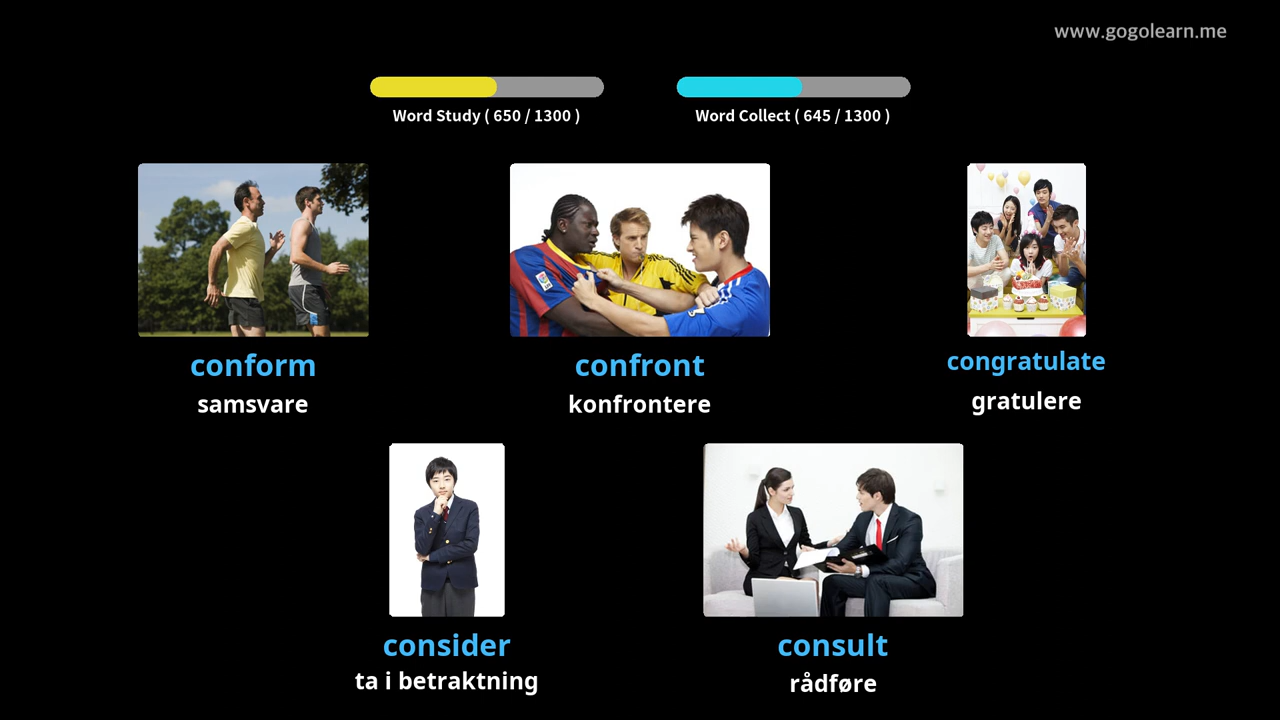 www.gogolearn.me
Word Study ( 650 / 1300 )
Word Collect ( 645 / 1300 )
conform
confront
congratulate
samsvare
konfrontere
gratulere
consider
consult
ta i betraktning
rådføre